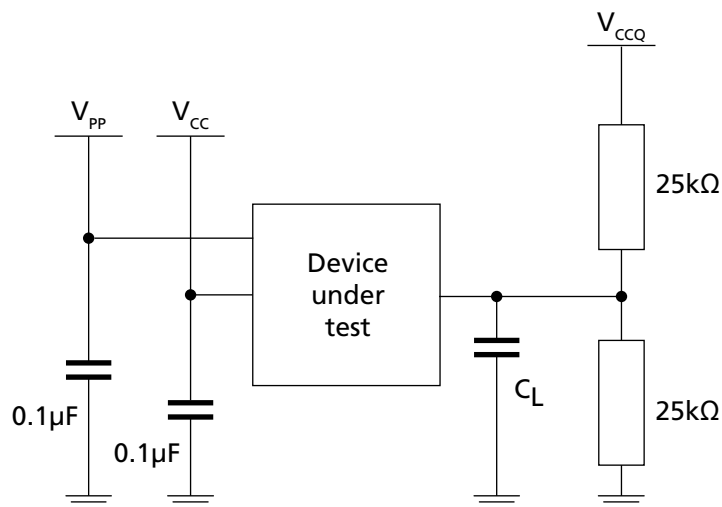 V_CCQ
V_PP
V_CC
25kΩ
Device
under
test
C_L
0.1µF
0.1µF
25kΩ